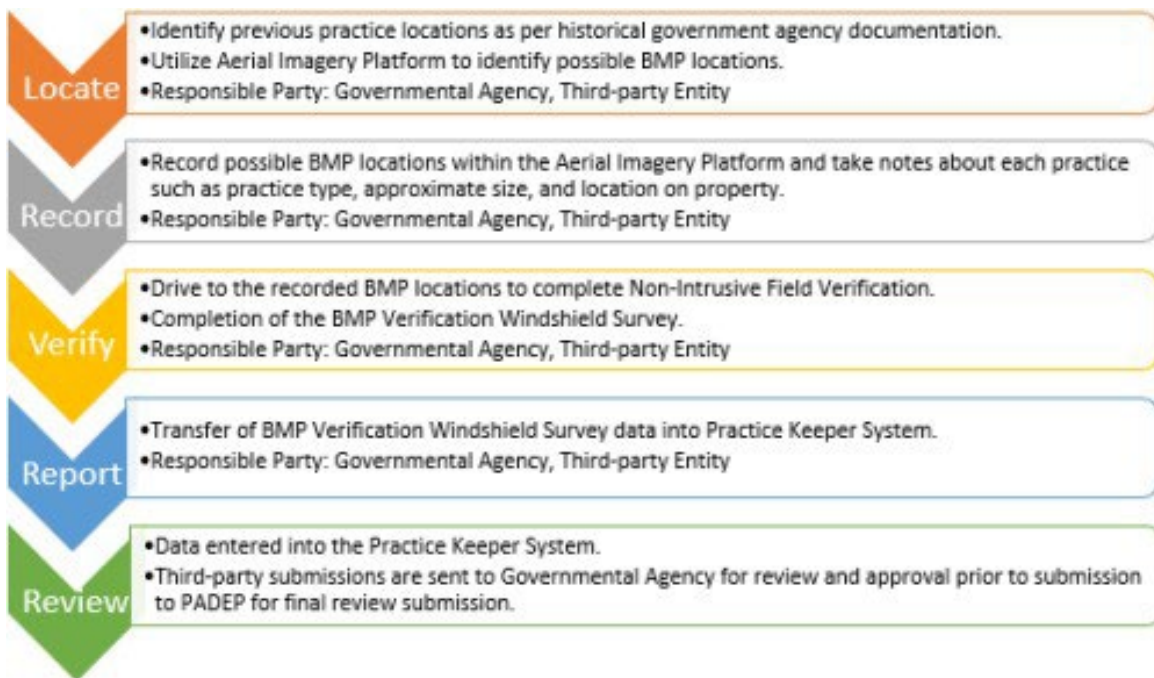 Locate
•Identify previous practice locations as per historical government agency documentation.
•Utilize Aerial Imagery Platform to identify possible BMP locations.
•Responsible Party: Governmental Agency, Third-party Entity
Record
•Record possible BMP locations within the Aerial Imagery Platform and take notes about each practice
such as practice type, approximate size, and location on property.
•Responsible Party: Governmental Agency, Third-party Entity
Verify
•Drive to the recorded BMP locations to complete Non-Intrusive Field Verification.
•Completion of the BMP Verification Windshield Survey.
•Responsible Party: Governmental Agency, Third-party Entity
Report
•Transfer of BMP Verification Windshield Survey data into Practice Keeper System.
•Responsible Party: Governmental Agency, Third-party Entity
Review
•Data entered into the Practice Keeper System.
•Third-party submissions are sent to Governmental Agency for review and approval prior to submission
to PADEP for final review submission.